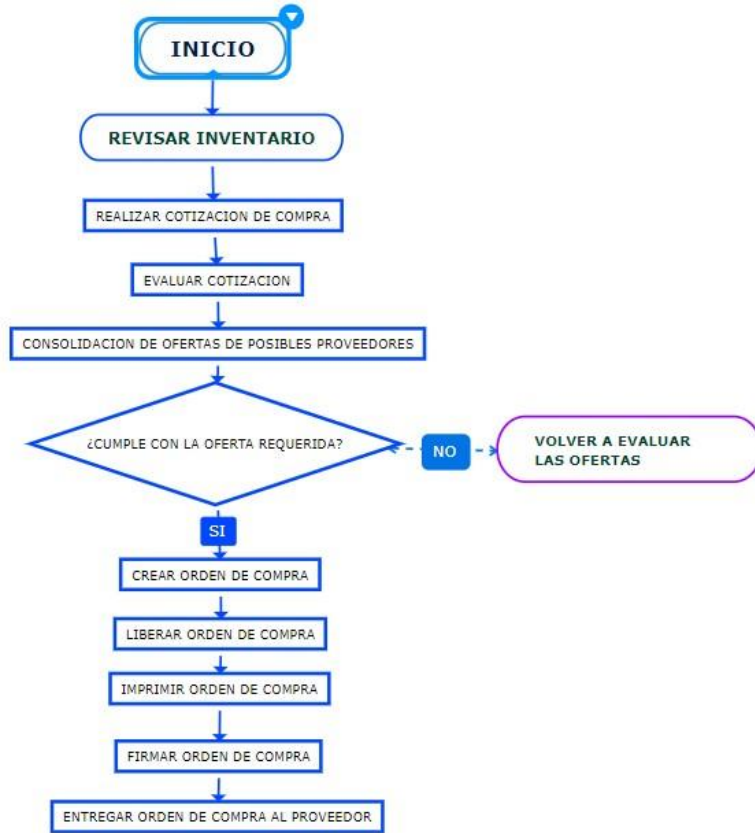 INICIO
REVISAR INVENTARIO
REALIZAR COTIZACION DE COMPRA
EVALUAR COTIZACION
CONSOLIDACION DE OFERTAS DE POSIBLES PROVEEDORES
¿CUMPLE CON LA OFERTA REQUERIDA?
NO
VOLVER A EVALUAR
LAS OFERTAS
SI
CREAR ORDEN DE COMPRA
LIBERAR ORDEN DE COMPRA
IMPRIMIR ORDEN DE COMPRA
FIRMAR ORDEN DE COMPRA
ENTREGAR ORDEN DE COMPRA AL PROVEEDOR